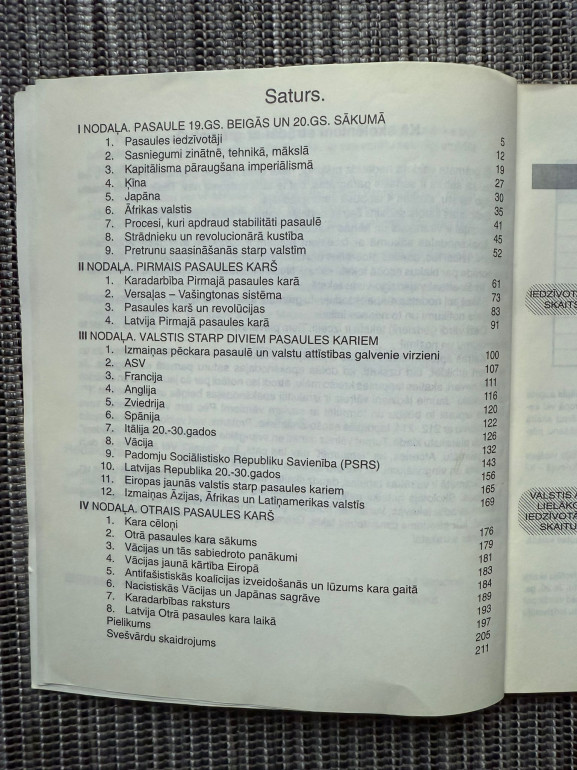 Saturs.
I NODAĻA. PASAULE 19.GS. BEIGĀS UN 20.GS. SĀKUMĀ
1. Pasaules iedzīvotāji 5
2. Sasniegumi zinātnē, tehnikā, mākslā 12
3. Kapitālisma pāraugšana imperiālismā 19
4. Ķīna 27
5. Japāna 30
6. Āfrikas valstis 35
7. Procesi, kuri apdraud stabilitāti pasaulē 41
8. Strādnieku un revolucionārā kustība 45
9. Pretrunu saasināšanās starp valstīm 52
II NODAĻA. PIRMAIS PASAULES KARŠ
1. Karadarbība Pirmajā pasaules karā 61
2. Versaļas – Vašingtonas sistēma 73
3. Pasaules karš un revolūcijas 83
4. Latvija Pirmajā pasaules karā 91
III NODAĻA. VALSTIS STARP DIVIEM PASAULES KARIEM
1. Izmaiņas pēckara pasaulē un valstu attīstības galvenie virzieni 100
2. ASV 107
3. Francija 111
4. Anglija 116
5. Zviedrija 120
6. Spānija 122
7. Itālija 20.-30.gados 126
8. Vācija 132
9. Padomju Sociālistisko Republiku Savienība (PSRS) 143
10. Latvijas Republika 20.-30.gados 156
11. Eiropas jaunās valstis starp pasaules kariem 165
12. Izmaiņas Āzijas, Āfrikas un Latiņamerikas valstīs 169
IV NODAĻA. OTRAIS PASAULES KARŠ
1. Kara cēloņi 176
2. Otrā pasaules kara sākums 179
3. Vācijas un tās sabiedroto panākumi 181
4. Vācijas jaunā kārtība Eiropā 183
5. Antifašistiskās koalīcijas izveidošanās un lūzums kara gaitā 184
6. Nacistiskās Vācijas un Japānas sagrāve 189
7. Karadarbības raksturs 193
8. Latvija Otrā pasaules kara laikā 197
Pielikums 205
Svešvārdu skaidrojums 211
SKAITS
LIELĀK
SKAITU